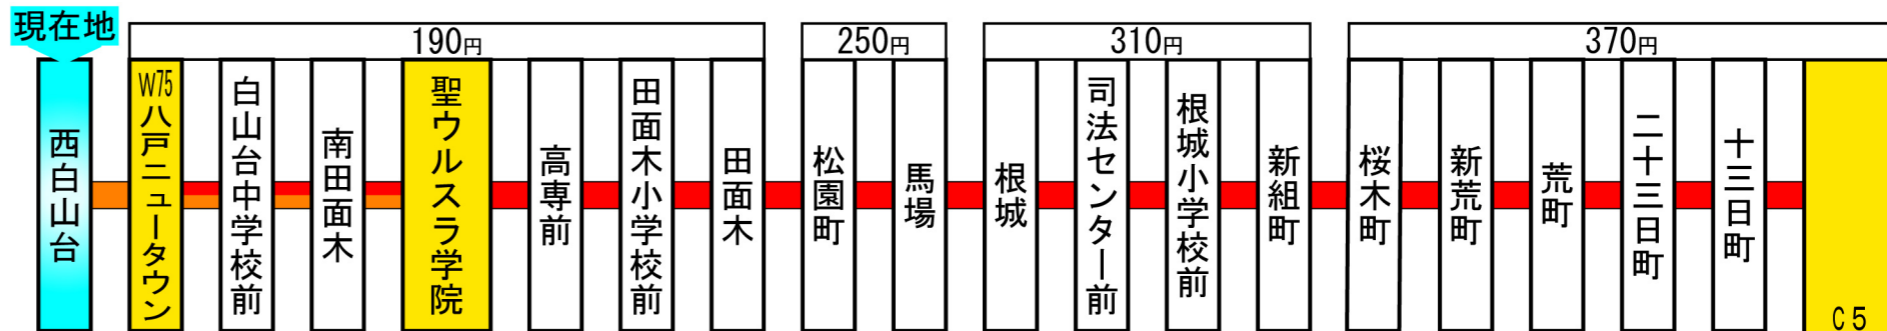 現在地
190円
250円
310円
370円
西白山台
W75
八戸ニュータウン
白山台中学校前
南田面木
聖ウルスラ学院
高専前
田面木小学校前
田面木
松園町
馬場
根城
司法センター前
根城小学校前
新組町
桜木町
新荒町
荒町
二十三日町
十三日町
C5